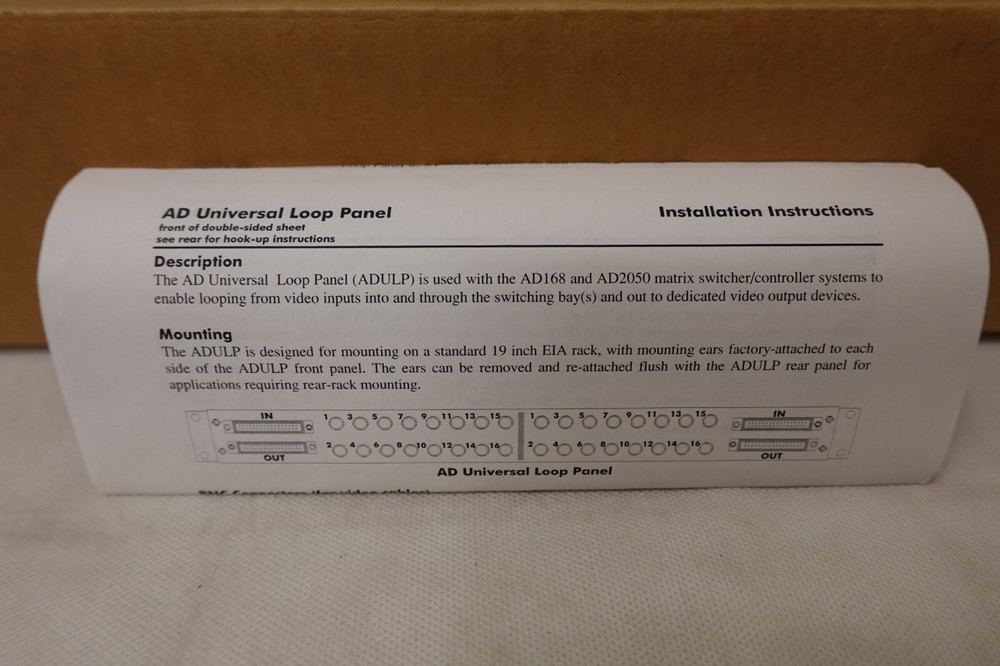 AD Universal Loop Panel
Installation Instructions
front of double-sided sheet
see rear for hook-up instructions
Description
The AD Universal Loop Panel (ADULP) is used with the AD168 and AD2050 matrix switcher/controller systems to
enable looping from video inputs into and through the switching bay(s) and out to dedicated video output devices.
Mounting
The ADULP is designed for mounting on a standard 19 inch EIA rack, with mounting ears factory-attached to each
side of the ADULP front panel. The ears can be removed and re-attached flush with the ADULP rear panel for
applications requiring rear-rack mounting.
IN 1 3 5 7 9 11 13 15 1 3 5 7 9 11 13 15 IN
OUT 2 4 6 8 10 12 14 16 2 4 6 8 10 12 14 16 OUT
AD Universal Loop Panel
BNC Connectors (for video cables)